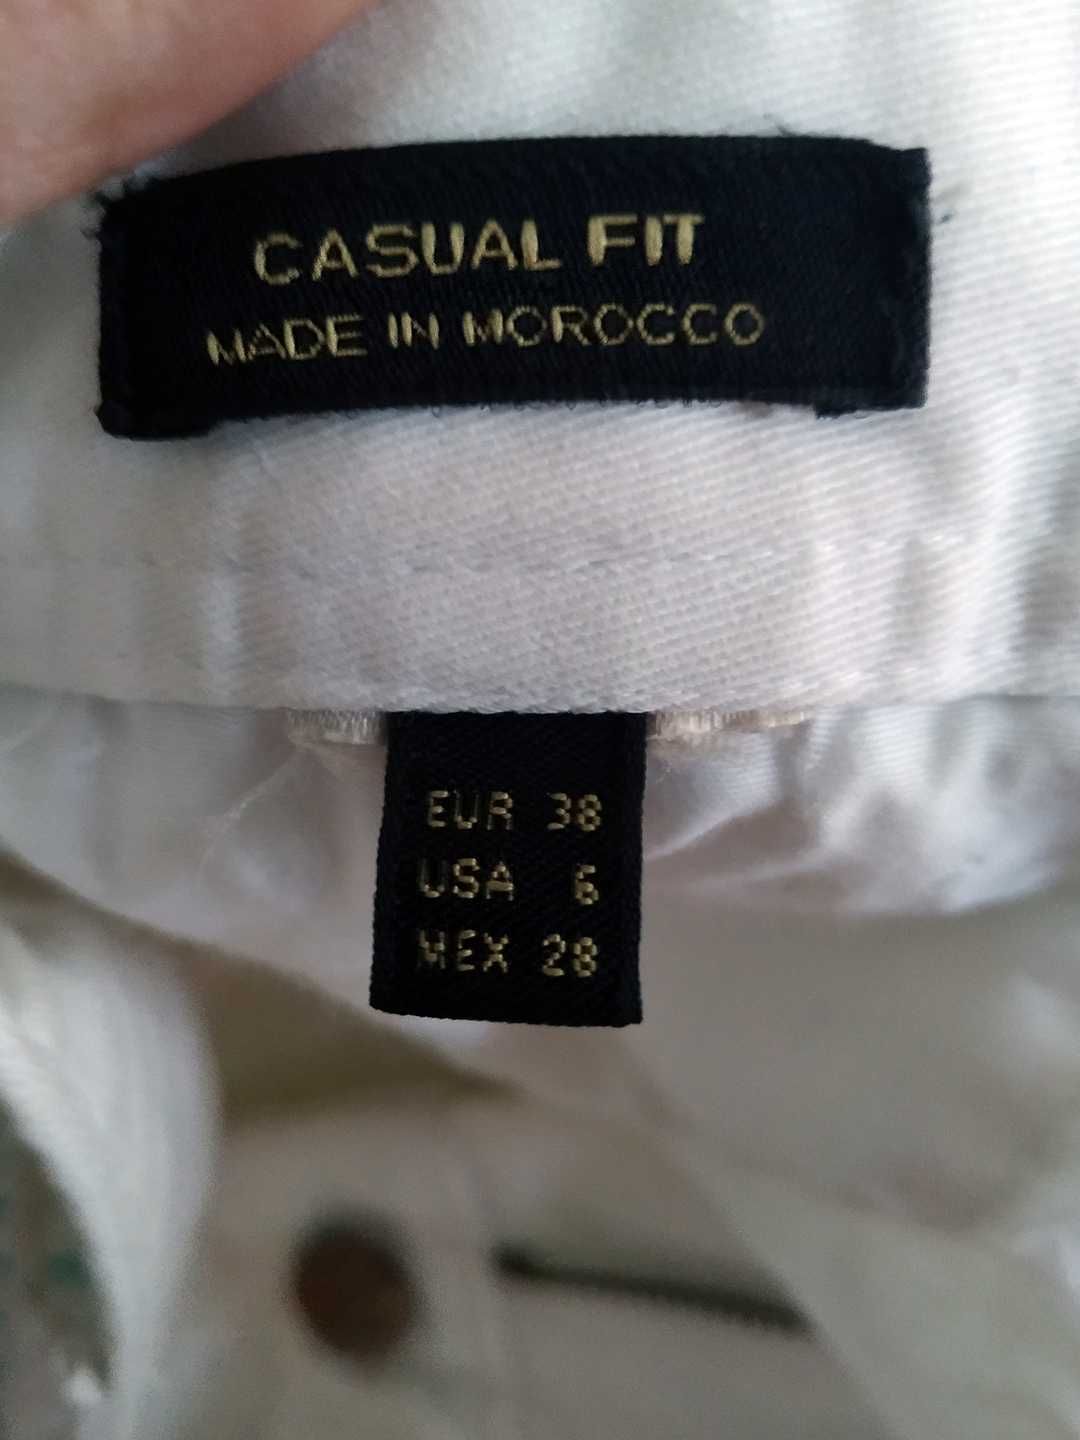 CASUAL FIT
MADE IN MOROCCO
EUR 38
USA 6
MEX 28